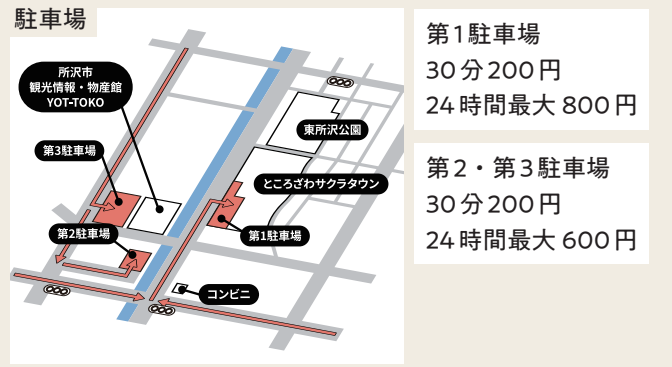 駐車場
所沢市
観光情報・物産館
YOT-TOKO
東所沢公園
第3駐車場
ところざわサクラタウン
第2駐車場
第1駐車場
コンビニ
第1駐車場
30分200円
24時間最大800円
第2・第3駐車場
30分200円
24時間最大600円